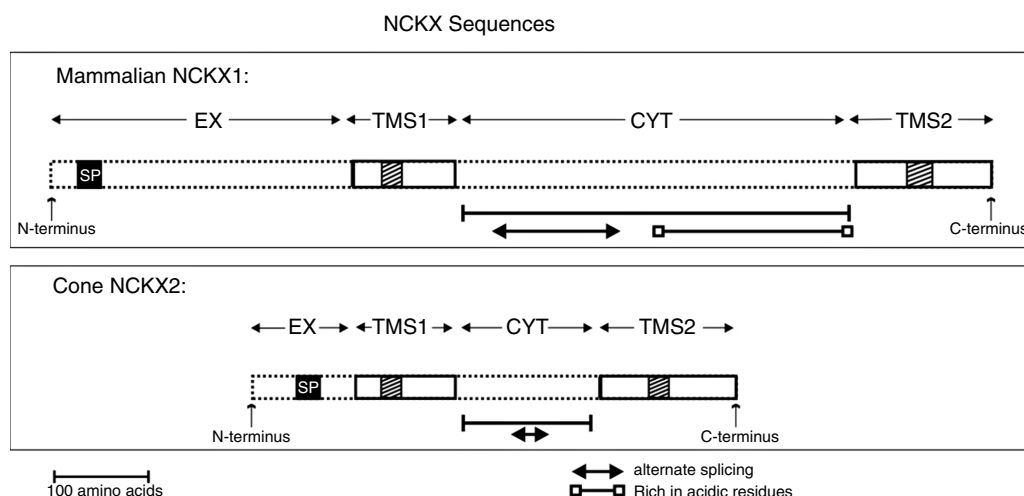 NCKX Sequences
Mammalian NCKX1:
EX TMS1 CYT TMS2
SP
N-terminus C-terminus
Cone NCKX2:
EX TMS1 CYT TMS2
SP
N-terminus C-terminus
100 amino acids
alternate splicing
Rich in acidic residues